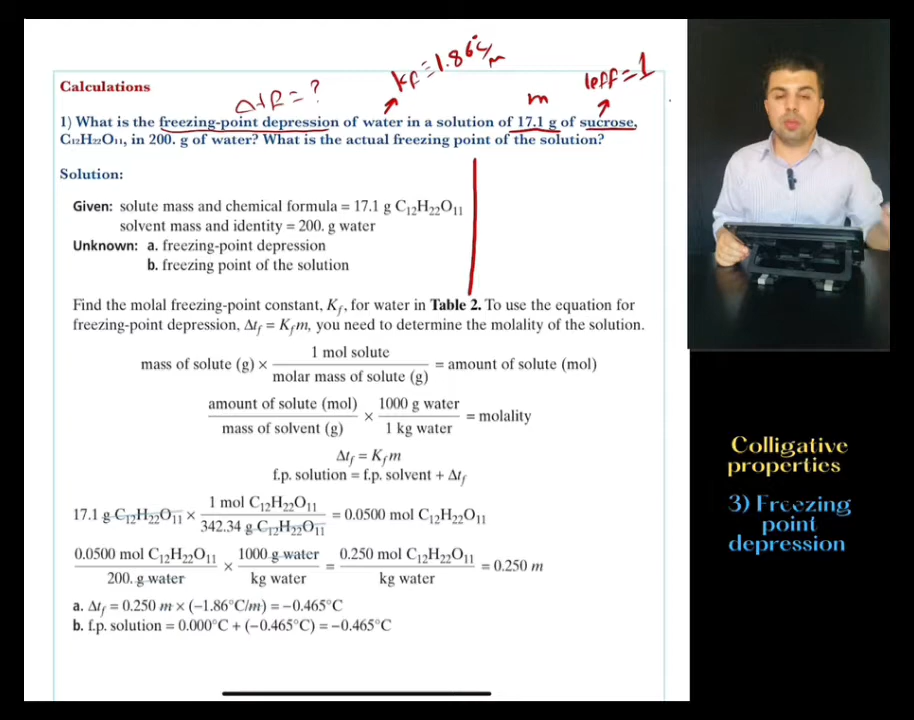 Δtf = ?
kf = 1.86°C/m
m
ieff = 1
Calculations
1) What is the freezing-point depression of water in a solution of 17.1 g of sucrose,
C₁₂H₂₂O₁₁, in 200. g of water? What is the actual freezing point of the solution?
Solution:
Given: solute mass and chemical formula = 17.1 g C₁₂H₂₂O₁₁
solvent mass and identity = 200. g water
Unknown: a. freezing-point depression
b. freezing point of the solution
Find the molal freezing-point constant, Kf, for water in Table 2. To use the equation for
freezing-point depression, Δtf = Kfm, you need to determine the molality of the solution.
mass of solute (g) × 1 mol solute / molar mass of solute (g) = amount of solute (mol)
amount of solute (mol) / mass of solvent (g) × 1000 g water / 1 kg water = molality
Δtf = Kfm
f.p. solution = f.p. solvent + Δtf
17.1 g C₁₂H₂₂O₁₁ × 1 mol C₁₂H₂₂O₁₁ / 342.34 g C₁₂H₂₂O₁₁ = 0.0500 mol C₁₂H₂₂O₁₁
0.0500 mol C₁₂H₂₂O₁₁ / 200. g water × 1000 g water / kg water = 0.250 mol C₁₂H₂₂O₁₁ / kg water = 0.250 m
a. Δtf = 0.250 m × (−1.86°C/m) = −0.465°C
b. f.p. solution = 0.000°C + (−0.465°C) = −0.465°C
Colligative
properties
3) Freezing
point
depression